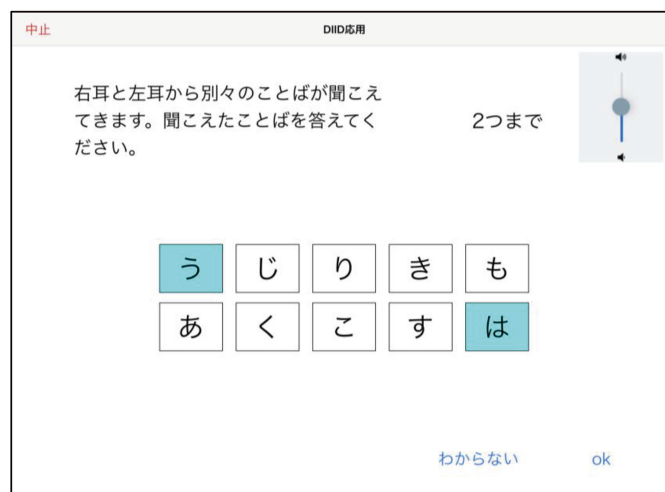 中止
DIID応用
右耳と左耳から別々のことばが聞こえ
てきます。聞こえたことばを答えてく
ださい。
2つまで
う じ り き も
あ く こ す は
わからない ok